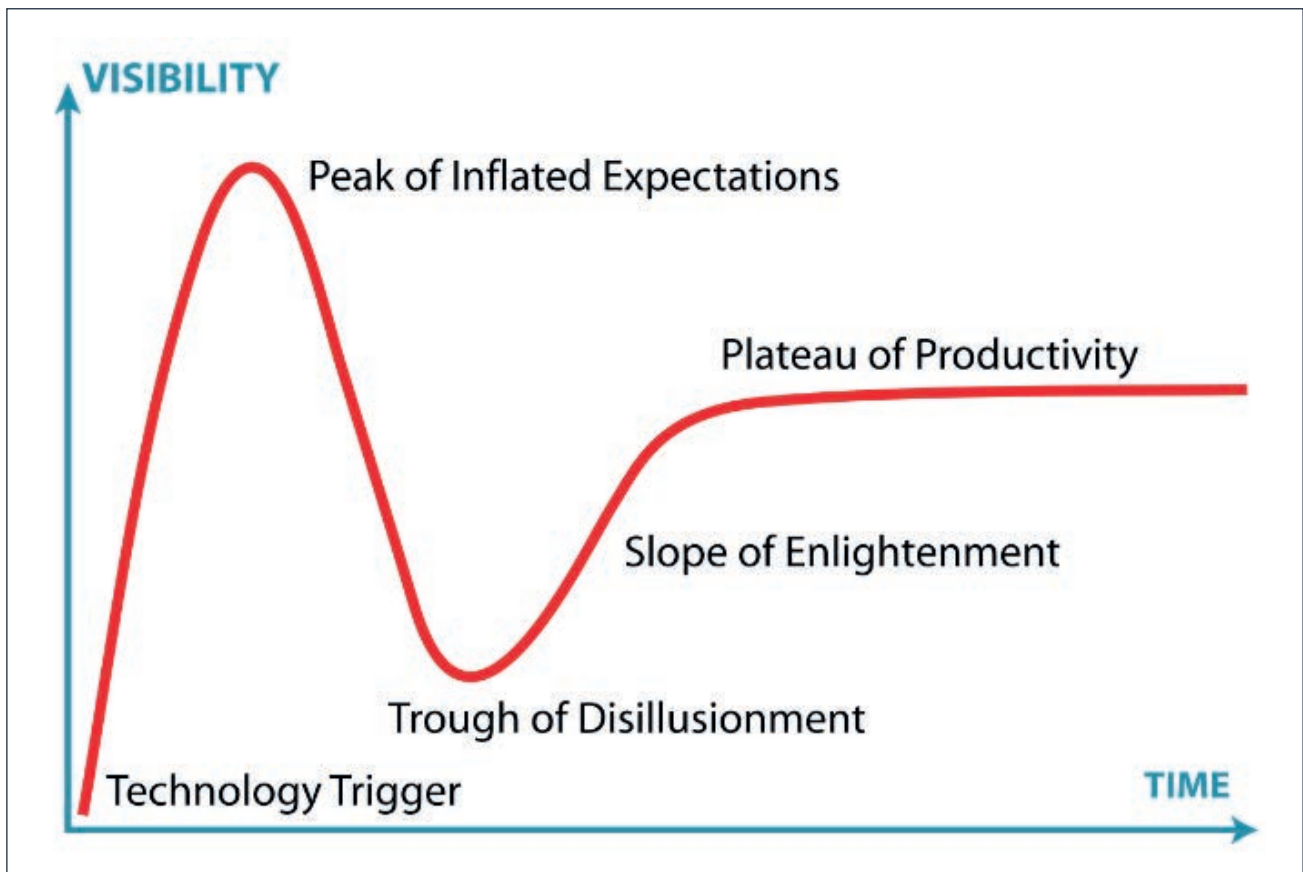 VISIBILITY
Peak of Inflated Expectations
Plateau of Productivity
Slope of Enlightenment
Trough of Disillusionment
Technology Trigger
TIME